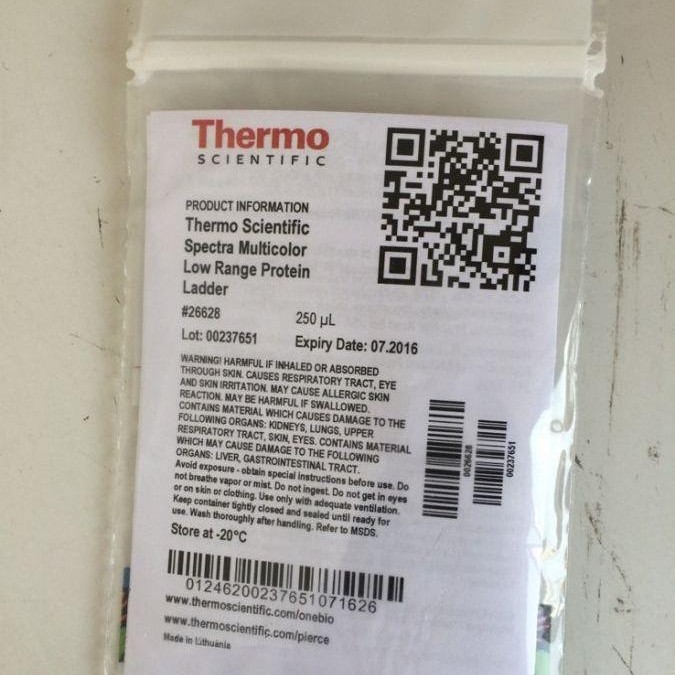 Thermo
SCIENTIFIC
PRODUCT INFORMATION
Thermo Scientific
Spectra Multicolor
Low Range Protein
Ladder
#26628
250 µL
Lot: 00237651
Expiry Date: 07.2016
WARNING! HARMFUL IF INHALED OR ABSORBED
THROUGH SKIN. CAUSES RESPIRATORY TRACT, EYE
AND SKIN IRRITATION. MAY CAUSE ALLERGIC SKIN
REACTION. MAY BE HARMFUL IF SWALLOWED.
CONTAINS MATERIAL WHICH CAUSES DAMAGE TO THE
FOLLOWING ORGANS: KIDNEYS, LUNGS, UPPER
RESPIRATORY TRACT, SKIN, EYES. CONTAINS MATERIAL
WHICH MAY CAUSE DAMAGE TO THE FOLLOWING
ORGANS: LIVER, GASTROINTESTINAL TRACT.
Avoid exposure - obtain special instructions before use. Do
not breathe vapor or mist. Do not ingest. Do not get in eyes
or on skin or clothing. Use only with adequate ventilation.
Keep container tightly closed and sealed until ready for
use. Wash thoroughly after handling. Refer to MSDS.
Store at -20°C
0026628
00237651
01246200237651071626
www.thermoscientific.com/onebio
www.thermoscientific.com/pierce
Made in Lithuania